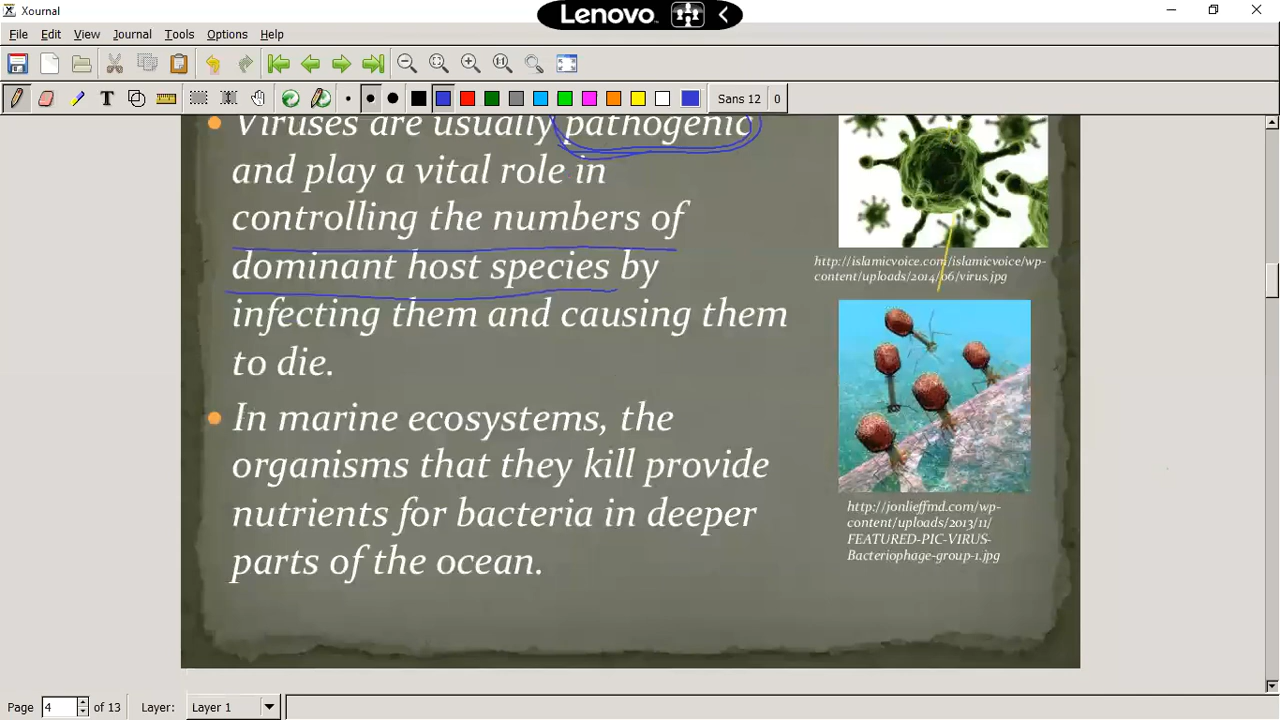 Xournal
Lenovo
File Edit View Journal Tools Options Help
Sans 12 0
Viruses are usually pathogenic
and play a vital role in
controlling the numbers of
dominant host species by
infecting them and causing them
to die.
In marine ecosystems, the
organisms that they kill provide
nutrients for bacteria in deeper
parts of the ocean.
http://islamicvoice.com/islamicvoice/wp-
content/uploads/2014/06/virus.jpg
http://jonlieffmd.com/wp-
content/uploads/2013/11/
FEATURED-PIC-VIRUS-
Bacteriophage-group-1.jpg
Page 4 of 13 Layer: Layer 1